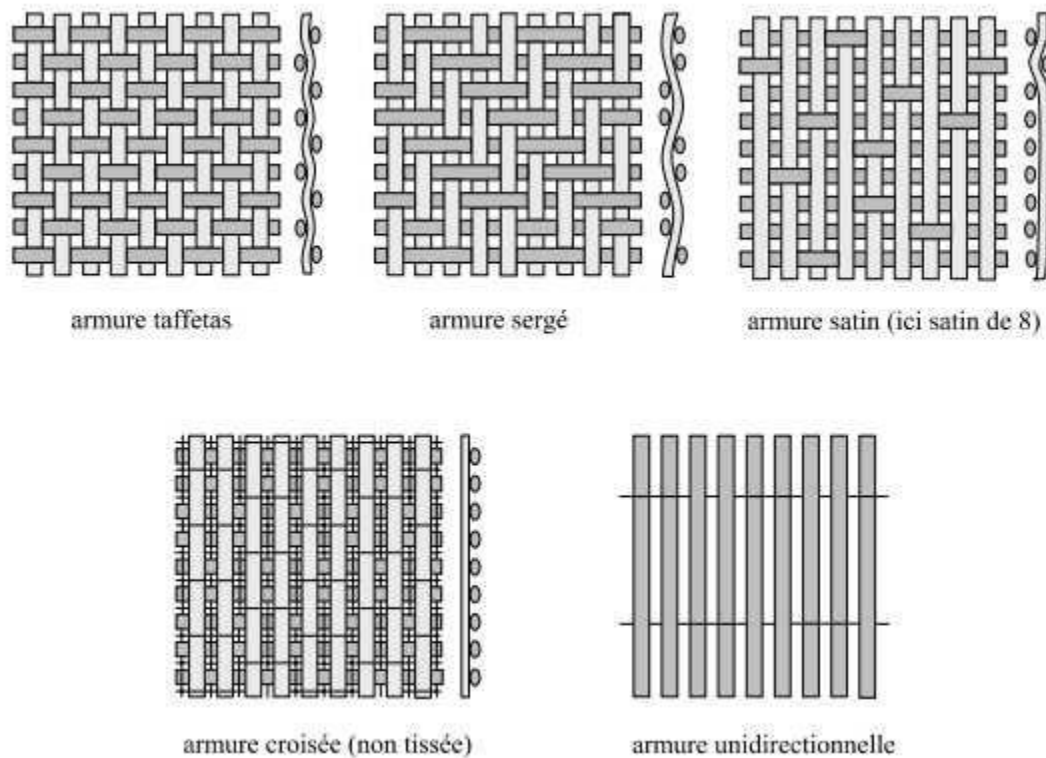 armure taffetas
armure sergé
armure satin (ici satin de 8)
armure croisée (non tissée)
armure unidirectionnelle